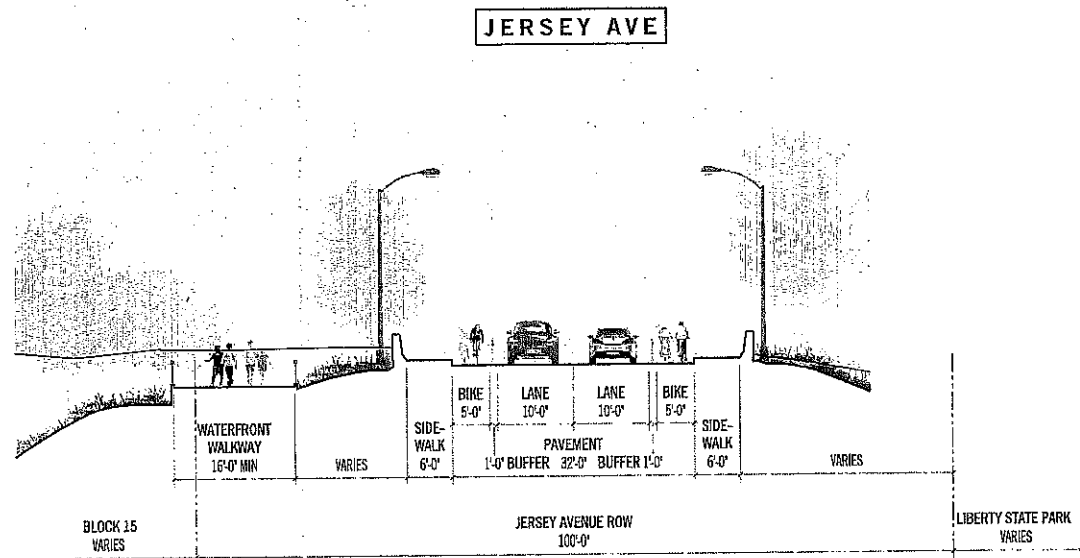 JERSEY AVE
BIKE
5'-0"
LANE
10'-0"
LANE
10'-0"
BIKE
5'-0"
WATERFRONT
WALKWAY
16'-0" MIN
VARIES
SIDE-
WALK
6'-0"
PAVEMENT
1'-0" BUFFER 32'-0" BUFFER 1'-0"
SIDE-
WALK
6'-0"
VARIES
BLOCK 15
VARIES
JERSEY AVENUE ROW
100'-0"
LIBERTY STATE PARK
VARIES